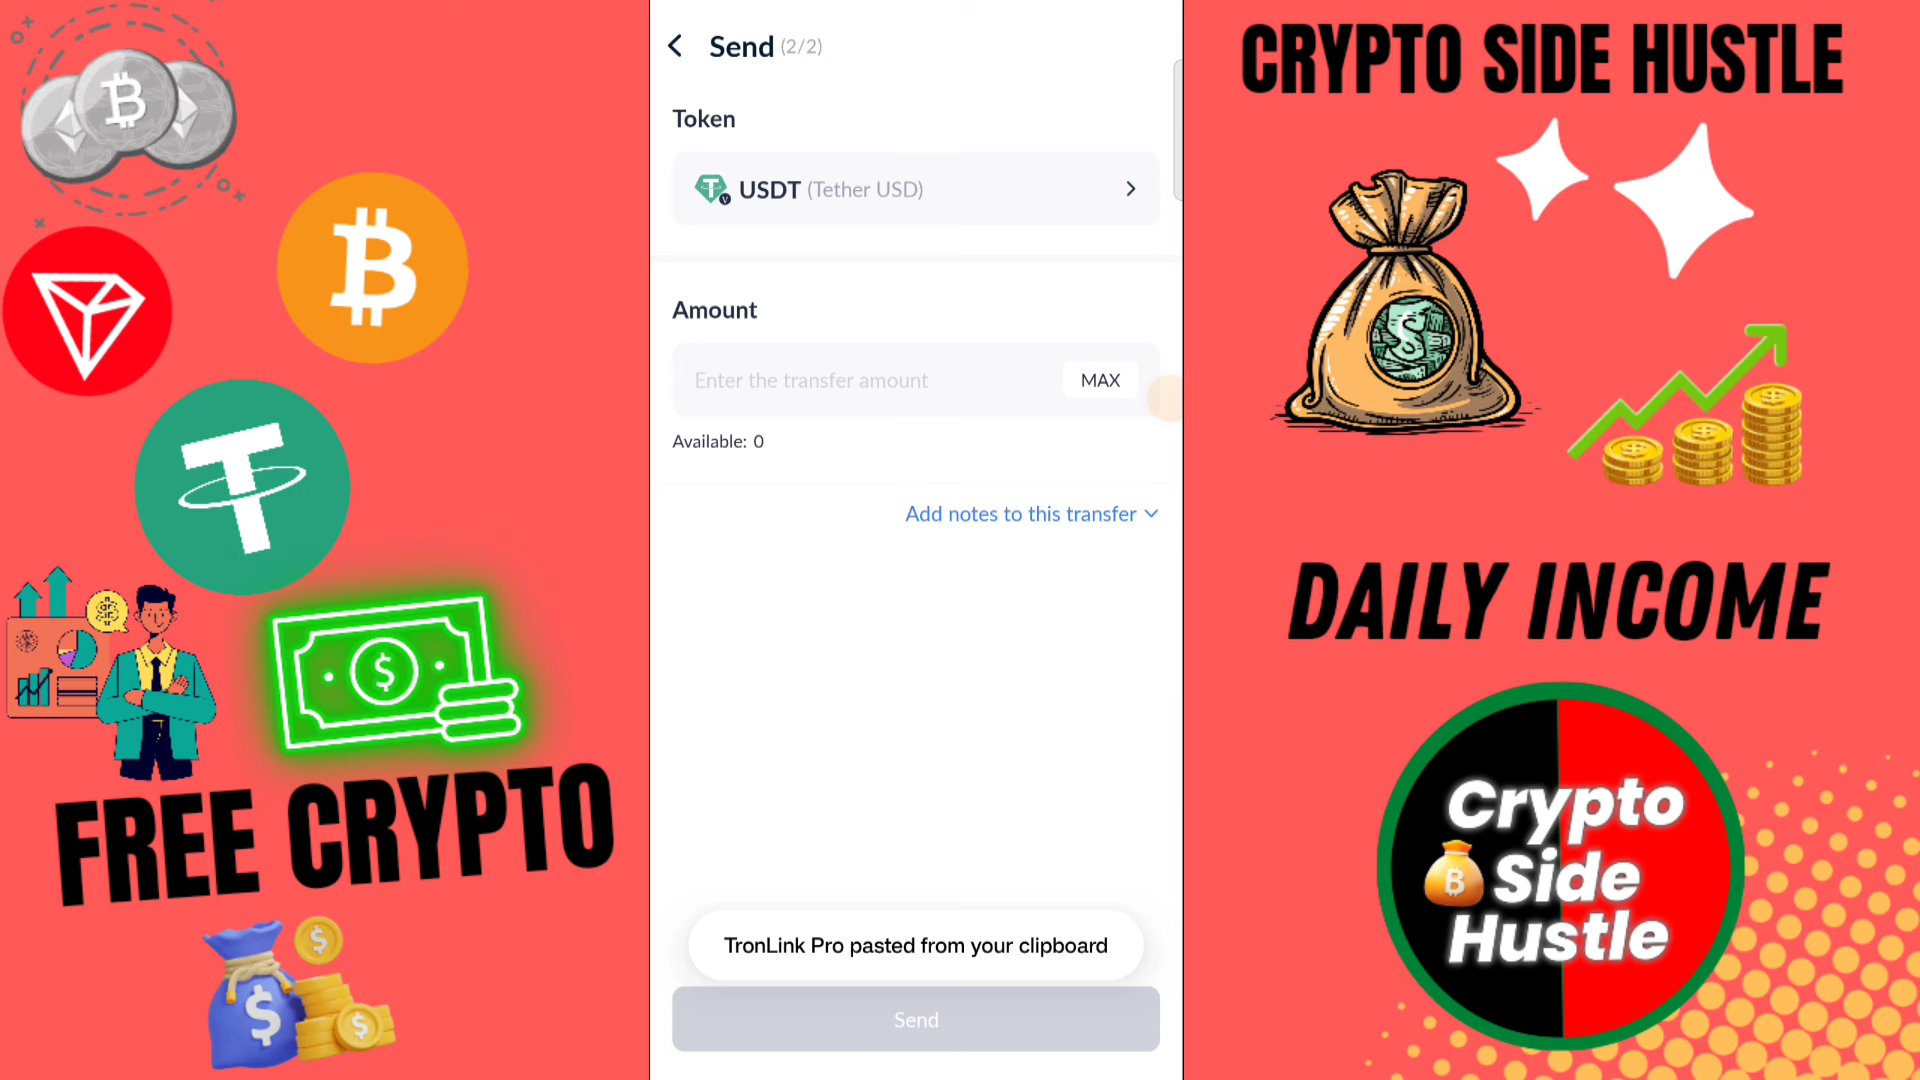 Send (2/2)
Token
USDT (Tether USD)
Amount
Enter the transfer amount
MAX
Available: 0
Add notes to this transfer
TronLink Pro pasted from your clipboard
Send
FREE CRYPTO
CRYPTO SIDE HUSTLE
DAILY INCOME
Crypto
Side
Hustle